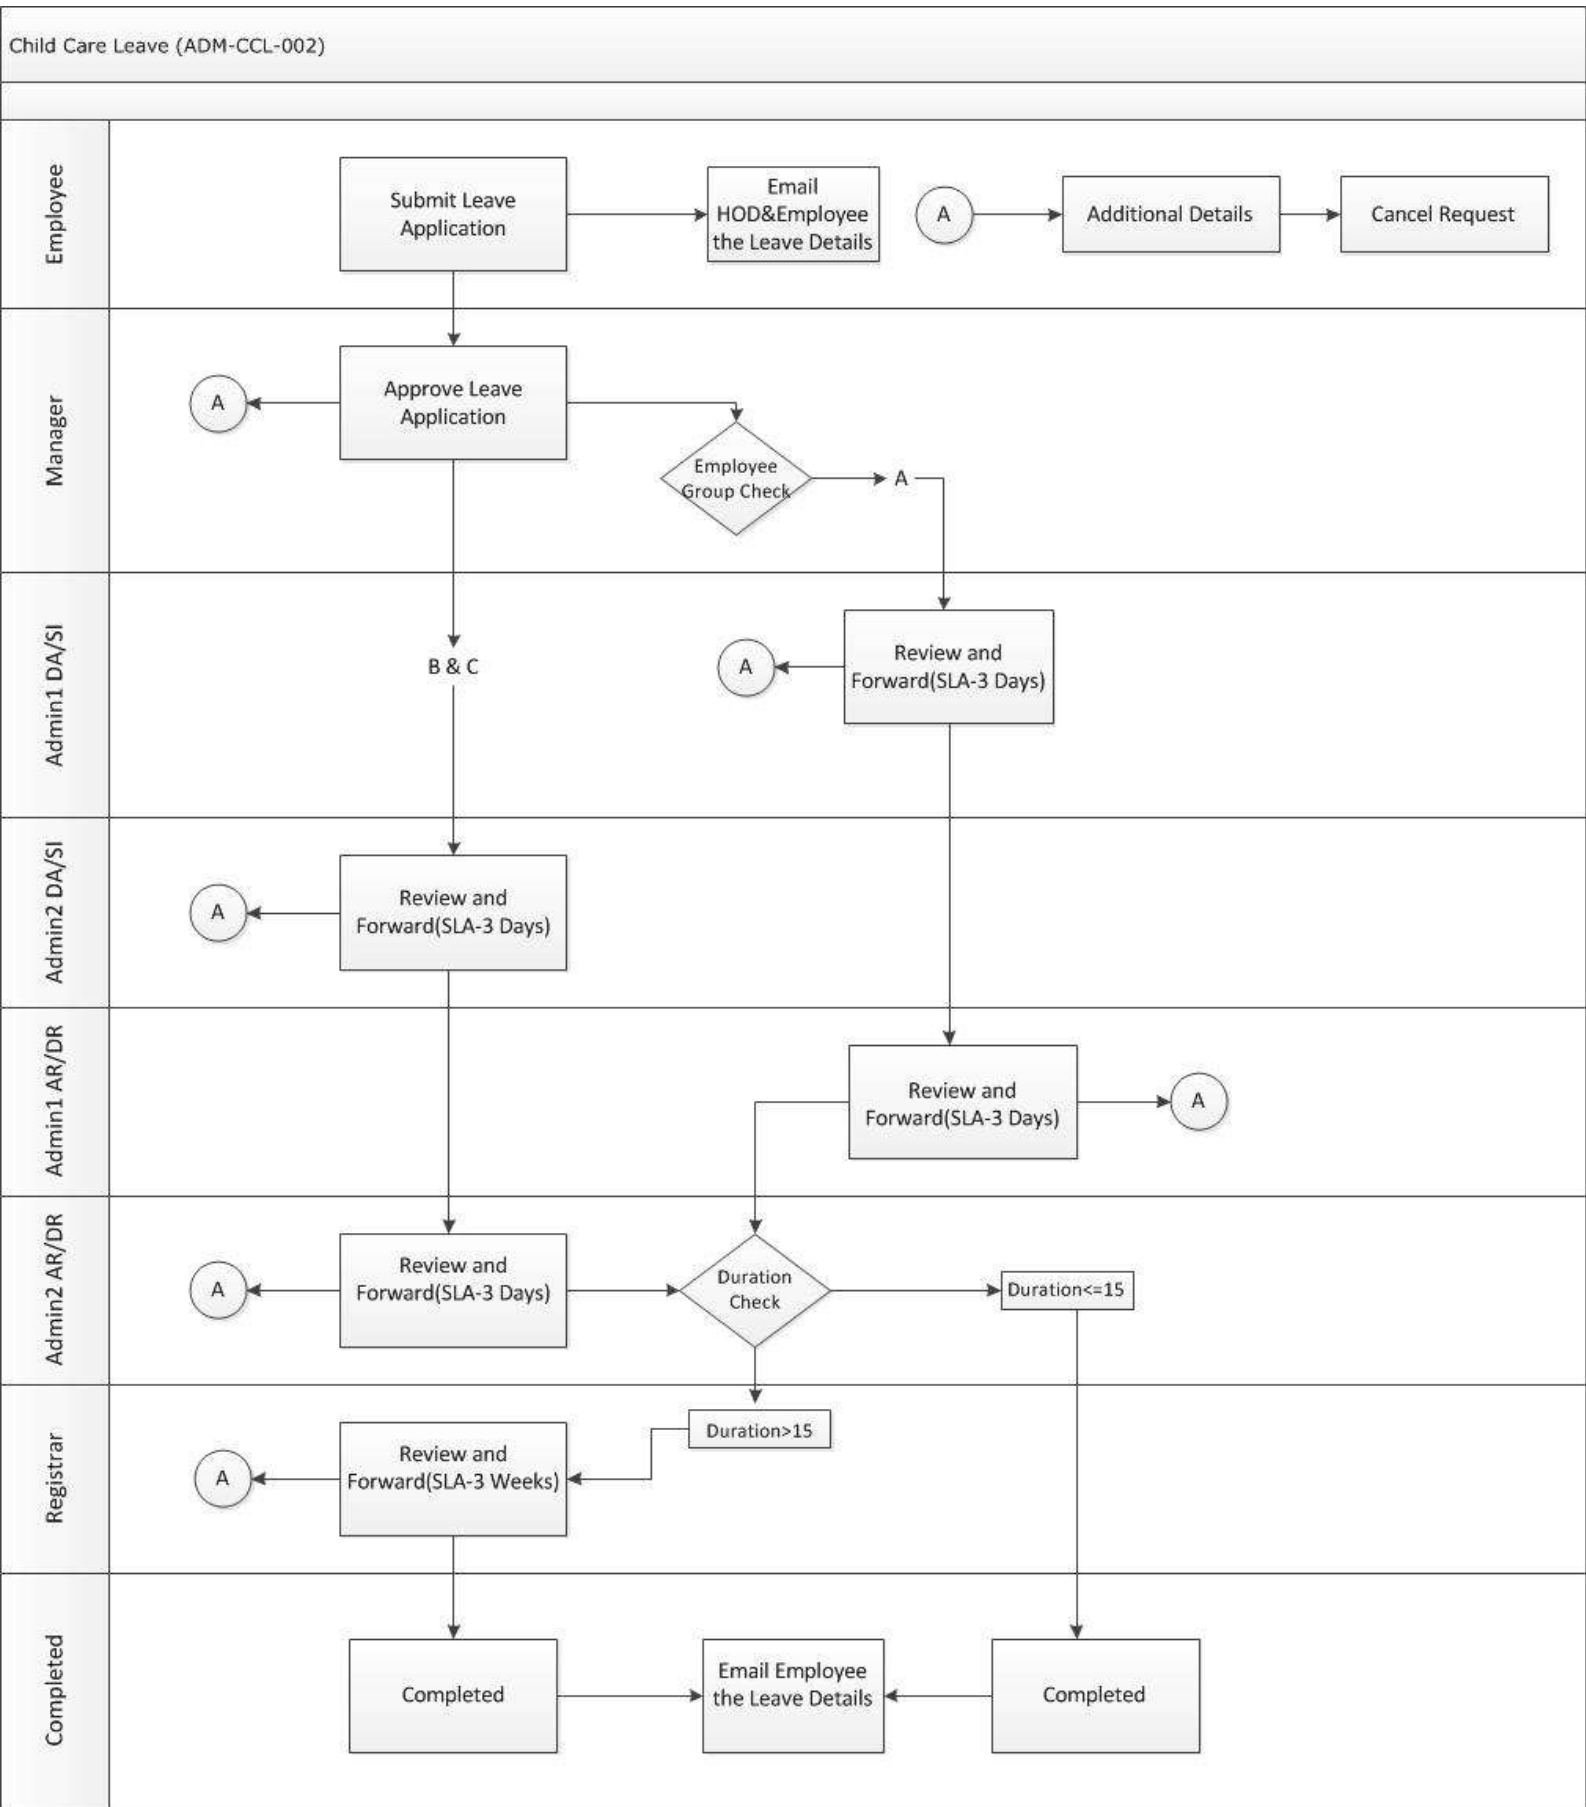 Child Care Leave (ADM-CCL-002)
Employee
Submit Leave
Application
Email
HOD&Employee
the Leave Details
A
Additional Details
Cancel Request
Manager
A
Approve Leave
Application
Employee
Group Check
A
Admin1 DA/SI
B & C
A
Review and
Forward(SLA-3 Days)
Admin2 DA/SI
A
Review and
Forward(SLA-3 Days)
Admin1 AR/DR
Review and
Forward(SLA-3 Days)
A
Admin2 AR/DR
A
Review and
Forward(SLA-3 Days)
Duration
Check
Duration<=15
Registrar
A
Review and
Forward(SLA-3 Weeks)
Duration>15
Completed
Completed
Email Employee
the Leave Details
Completed